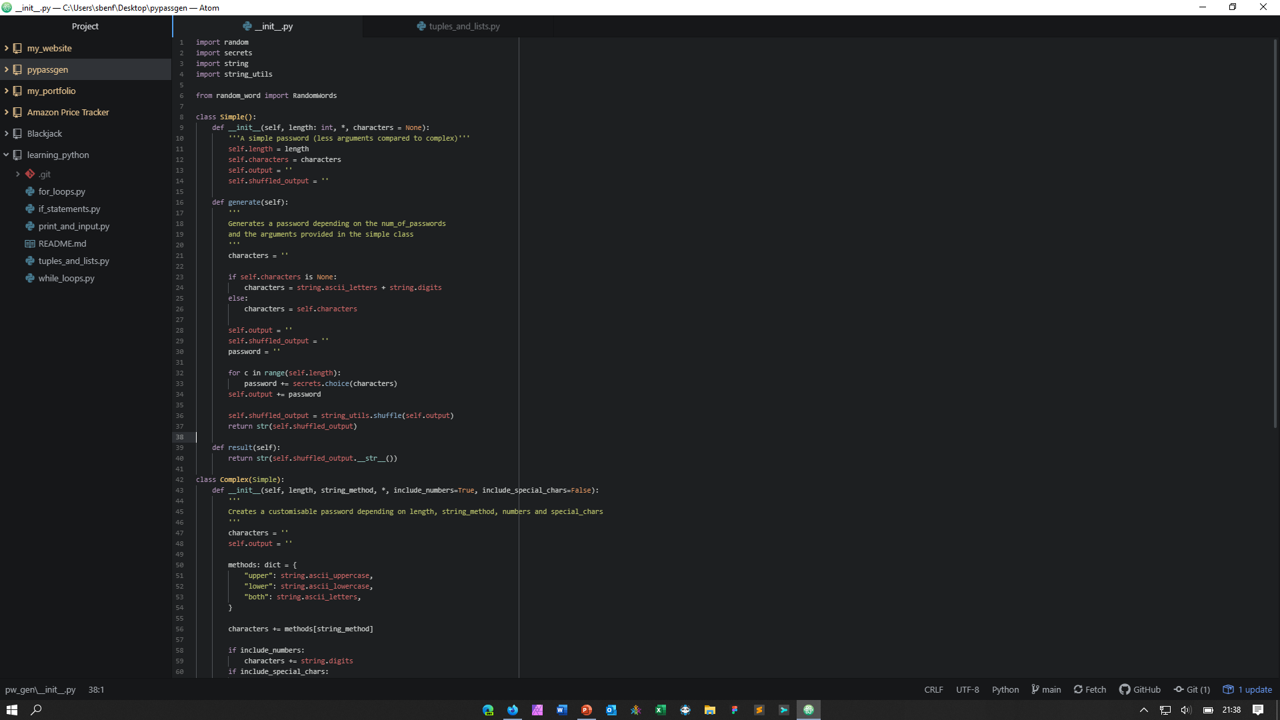 __init__.py — C:\Users\sbenf\Desktop\pypassgen — Atom
Project
my_website
pypassgen
my_portfolio
Amazon Price Tracker
Blackjack
learning_python
.git
for_loops.py
if_statements.py
print_and_input.py
README.md
tuples_and_lists.py
while_loops.py
__init__.py
tuples_and_lists.py
1 import random
2 import secrets
3 import string
4 import string_utils
5
6 from random_word import RandomWords
7
8 class Simple():
9 def __init__(self, length: int, *, characters = None):
10 '''A simple password (less arguments compared to complex)'''
11 self.length = length
12 self.characters = characters
13 self.output = ''
14 self.shuffled_output = ''
15
16 def generate(self):
17 '''
18 Generates a password depending on the num_of_passwords
19 and the arguments provided in the simple class
20 '''
21 characters = ''
22
23 if self.characters is None:
24 characters = string.ascii_letters + string.digits
25 else:
26 characters = self.characters
27
28 self.output = ''
29 self.shuffled_output = ''
30 password = ''
31
32 for c in range(self.length):
33 password += secrets.choice(characters)
34 self.output += password
35
36 self.shuffled_output = string_utils.shuffle(self.output)
37 return str(self.shuffled_output)
38
39 def result(self):
40 return str(self.shuffled_output.__str__())
41
42 class Complex(Simple):
43 def __init__(self, length, string_method, *, include_numbers=True, include_special_chars=False):
44 '''
45 Creates a customisable password depending on length, string_method, numbers and special_chars
46 '''
47 characters = ''
48 self.output = ''
49
50 methods: dict = {
51 "upper": string.ascii_uppercase,
52 "lower": string.ascii_lowercase,
53 "both": string.ascii_letters,
54 }
55
56 characters += methods[string_method]
57
58 if include_numbers:
59 characters += string.digits
60 if include_special_chars:
pw_gen\__init__.py 38:1
CRLF UTF-8 Python main Fetch GitHub Git (1) 1 update
21:38